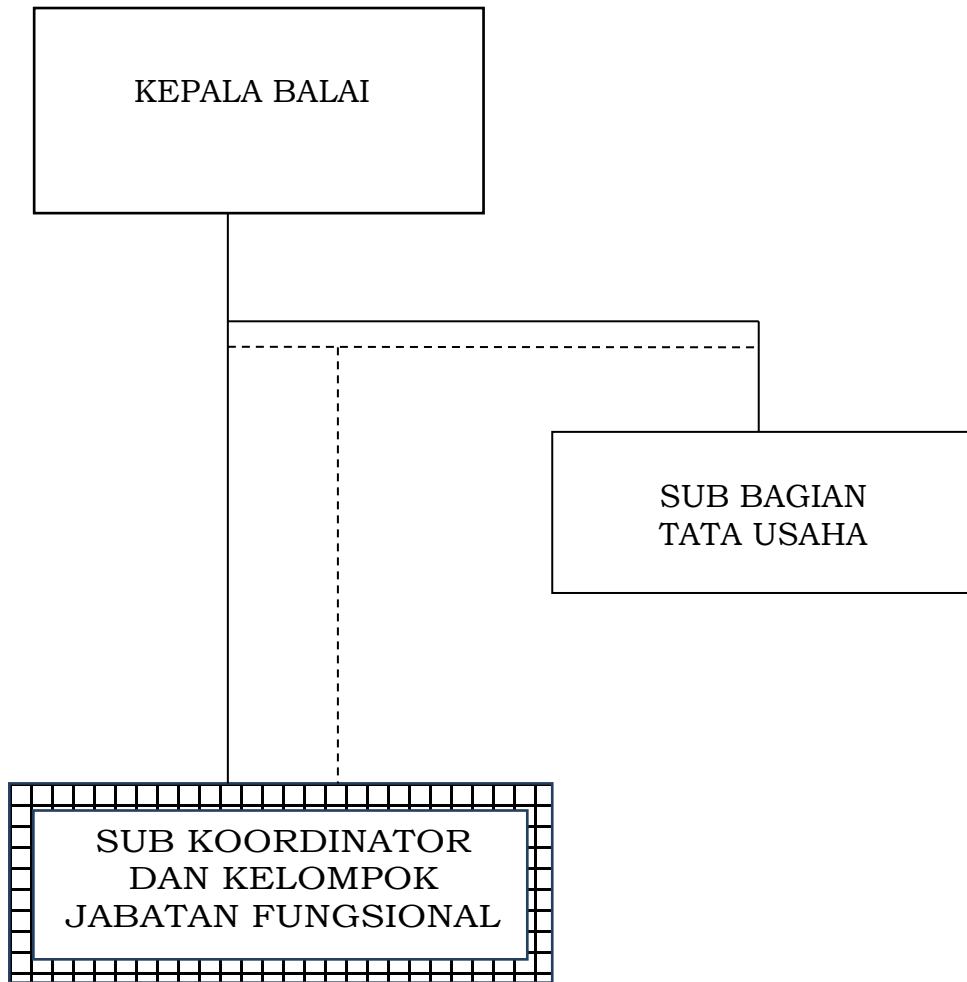 KEPALA BALAI
SUB BAGIAN
TATA USAHA
SUB KOORDINATOR
DAN KELOMPOK
JABATAN FUNGSIONAL